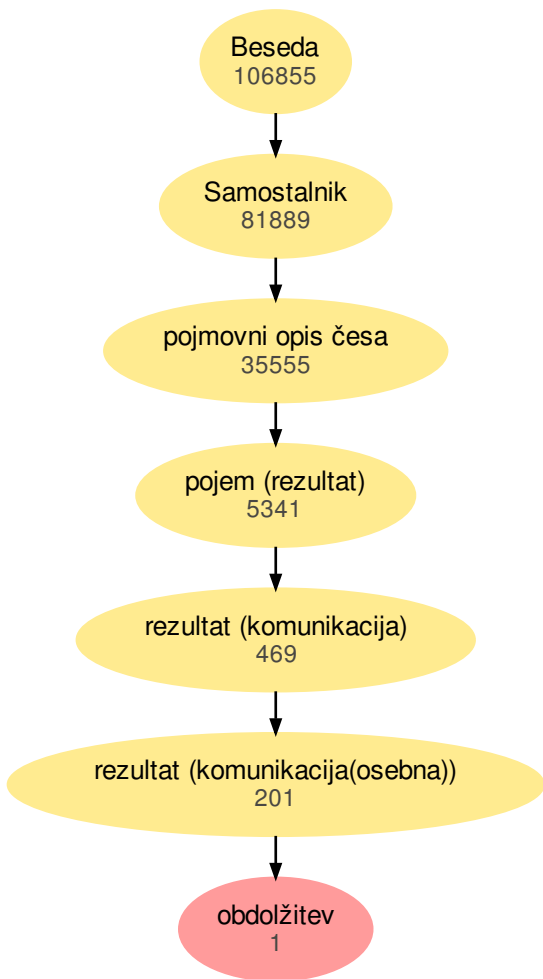 Beseda
106855
Samostalnik
81889
pojmovni opis česa
35555
pojem (rezultat)
5341
rezultat (komunikacija)
469
rezultat (komunikacija(osebna))
201
obdolžitev
1